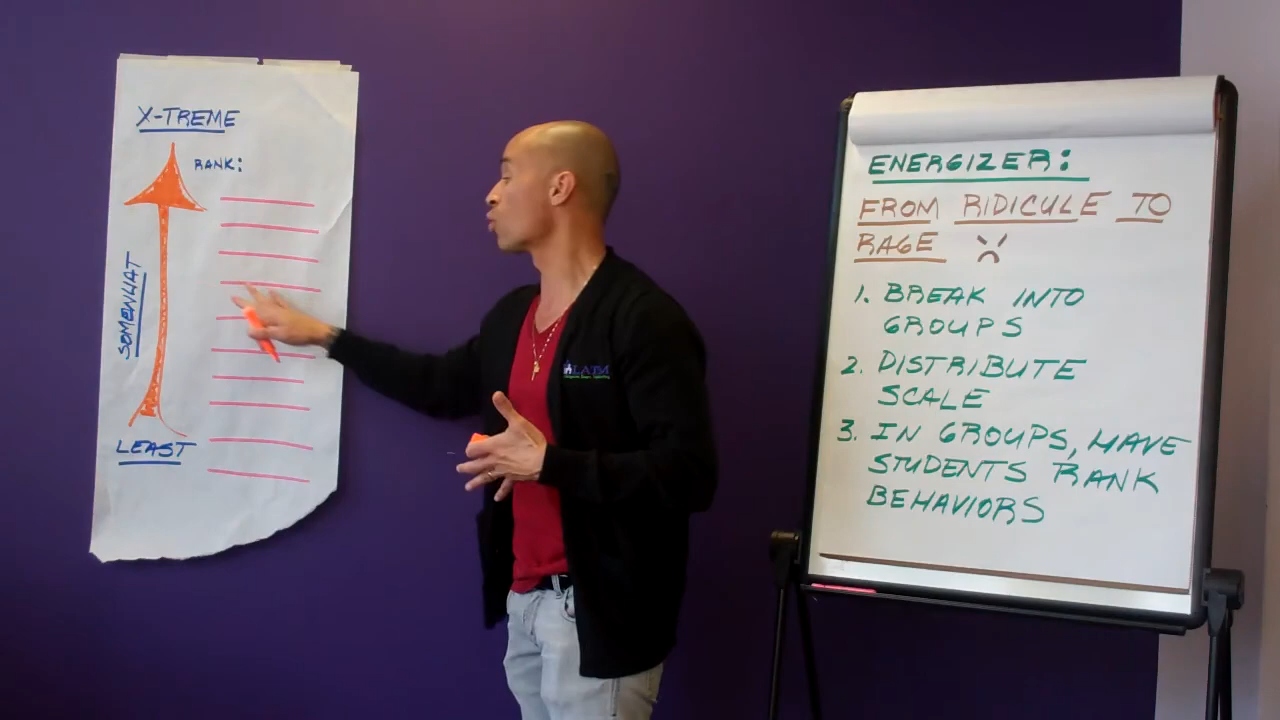 X-TREME
RANK:
SOMEWHAT
LEAST
ENERGIZER:
FROM RIDICULE TO
RAGE
1. BREAK INTO
GROUPS
2. DISTRIBUTE
SCALE
3. IN GROUPS, HAVE
STUDENTS RANK
BEHAVIORS